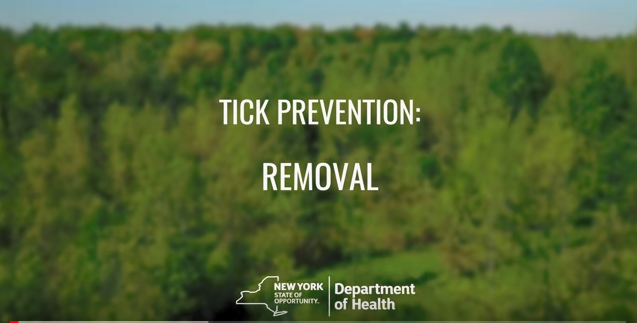 TICK PREVENTION:
REMOVAL
NEW YORK
STATE OF
OPPORTUNITY.
Department
of Health